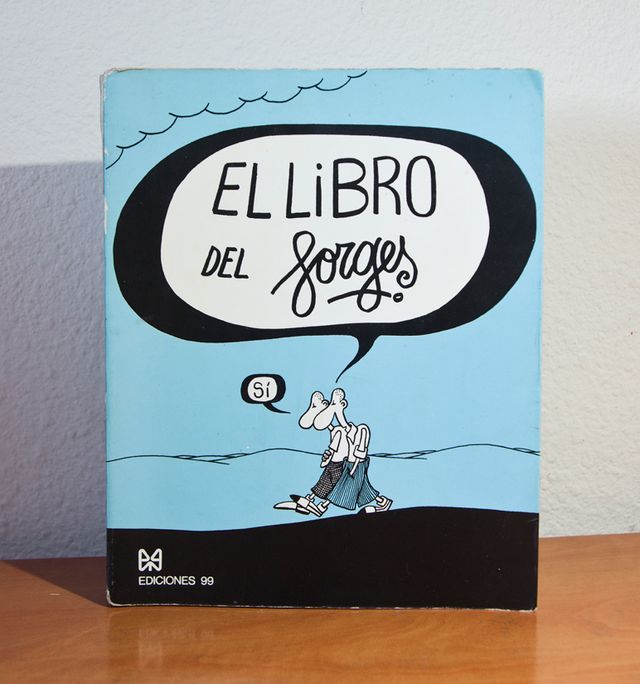 EL LiBRO
DEL forges
Sí
EDICIONES 99